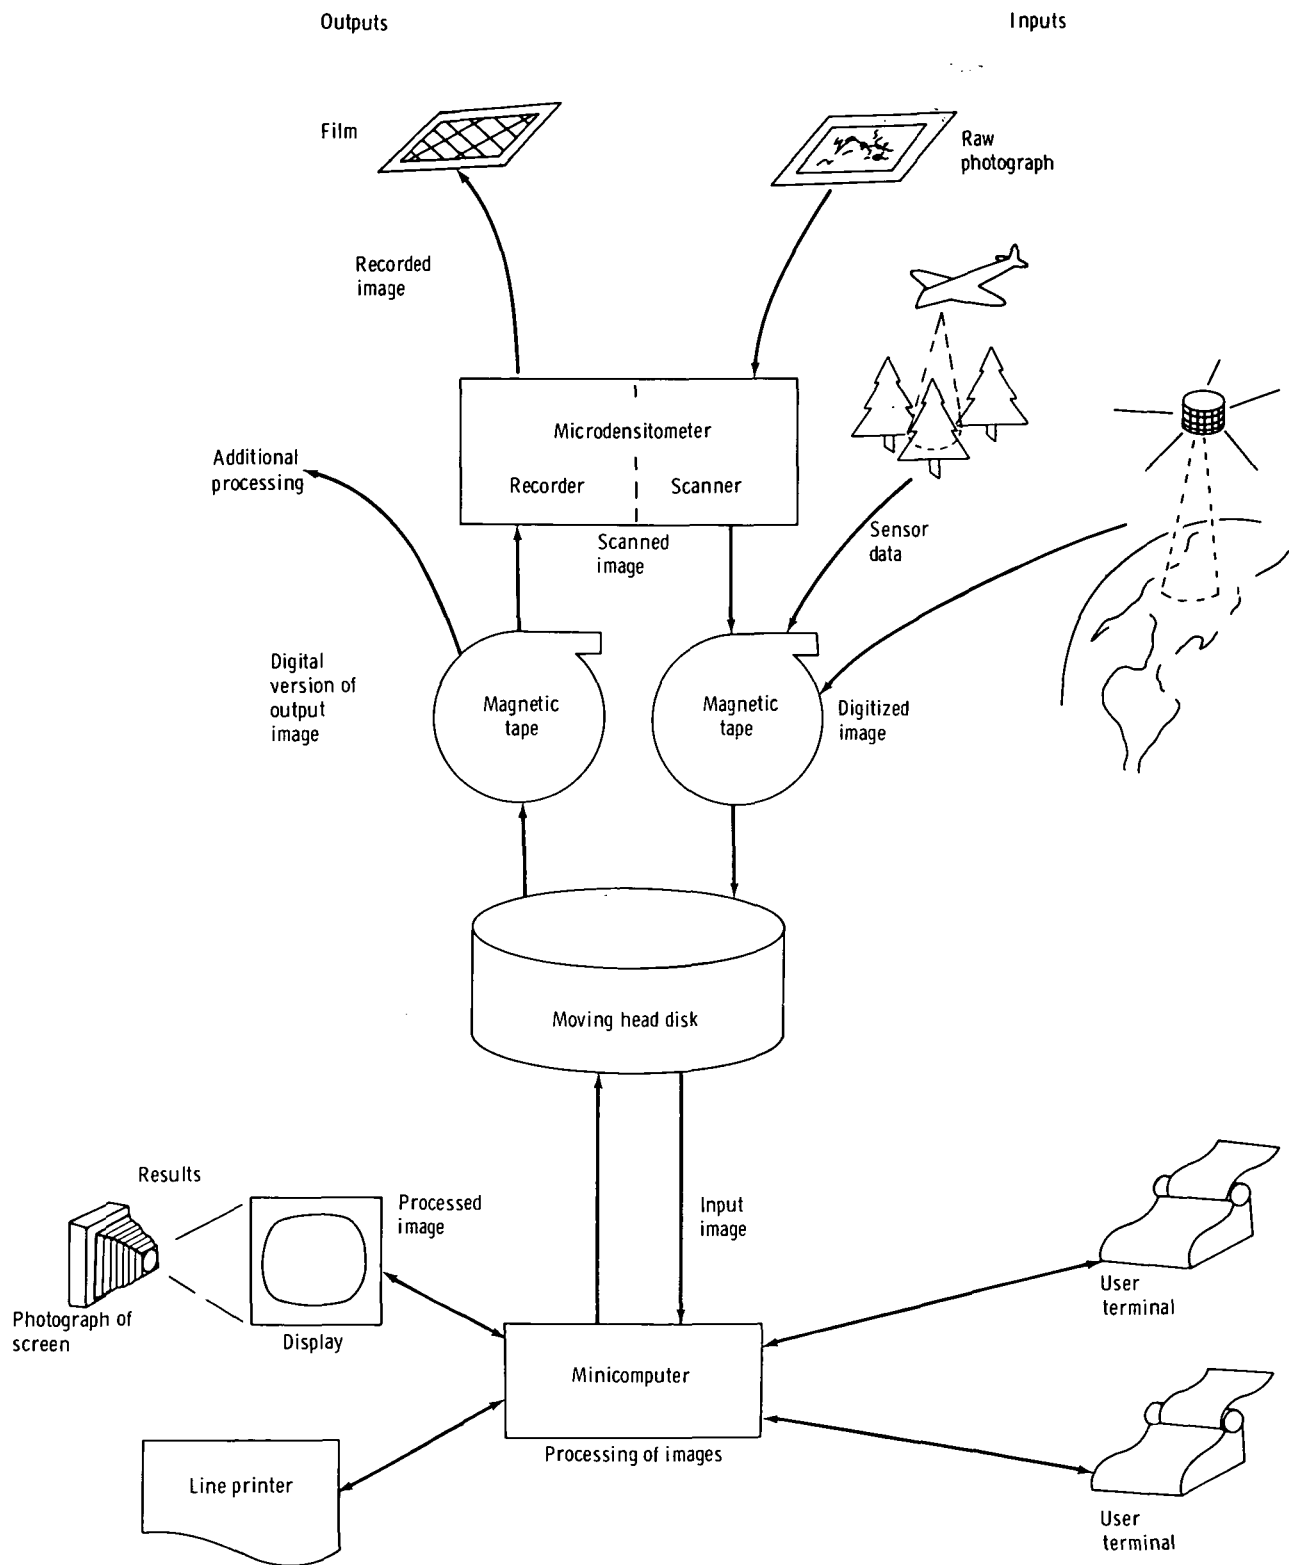 Outputs
Inputs
Film
Raw
photograph
Recorded
image
Microdensitometer
Recorder
Scanner
Additional
processing
Scanned
image
Sensor
data
Digital
version of
output
image
Magnetic
tape
Magnetic
tape
Digitized
image
Moving head disk
Results
Processed
image
Input
image
Photograph of
screen
Display
User
terminal
Minicomputer
Processing of images
Line printer
User
terminal